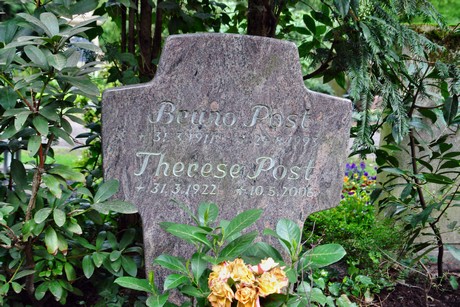 Bruno Post
Therese Post
31.3.1922 10.5.2005